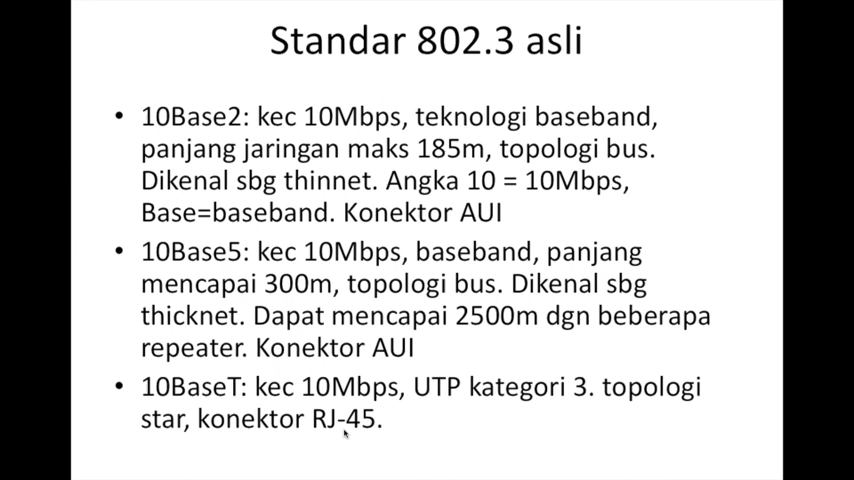 Standar 802.3 asli
• 10Base2: kec 10Mbps, teknologi baseband,
panjang jaringan maks 185m, topologi bus.
Dikenal sbg thinnet. Angka 10 = 10Mbps,
Base=baseband. Konektor AUI
• 10Base5: kec 10Mbps, baseband, panjang
mencapai 300m, topologi bus. Dikenal sbg
thicknet. Dapat mencapai 2500m dgn beberapa
repeater. Konektor AUI
• 10BaseT: kec 10Mbps, UTP kategori 3. topologi
star, konektor RJ-45.